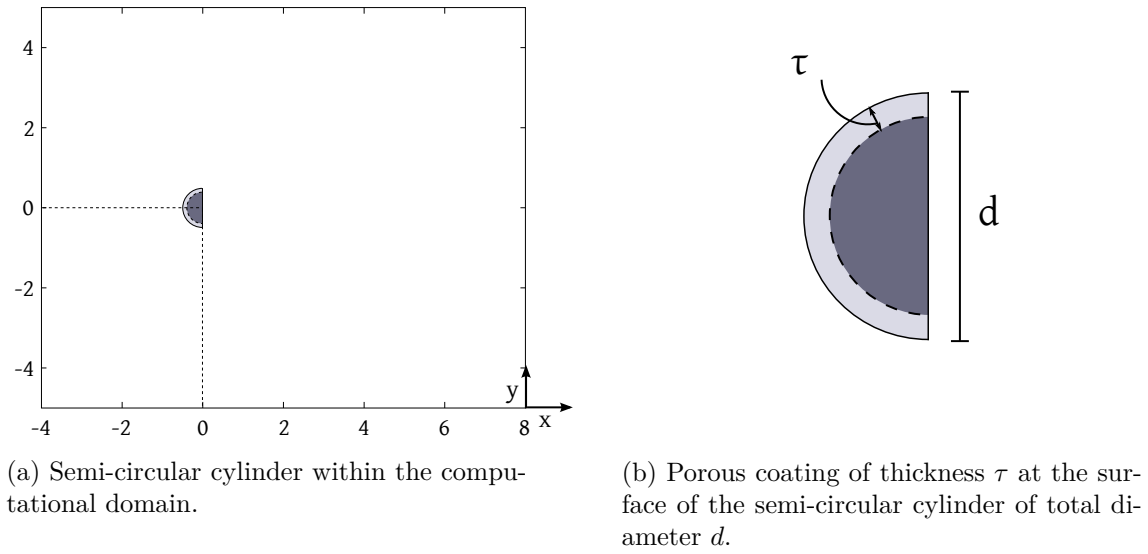 4
2
0
-2
-4
-4
-2
0
2
4
6
8
y
x
τ
d
(a) Semi-circular cylinder within the compu-
tational domain.
(b) Porous coating of thickness τ at the sur-
face of the semi-circular cylinder of total di-
ameter d.